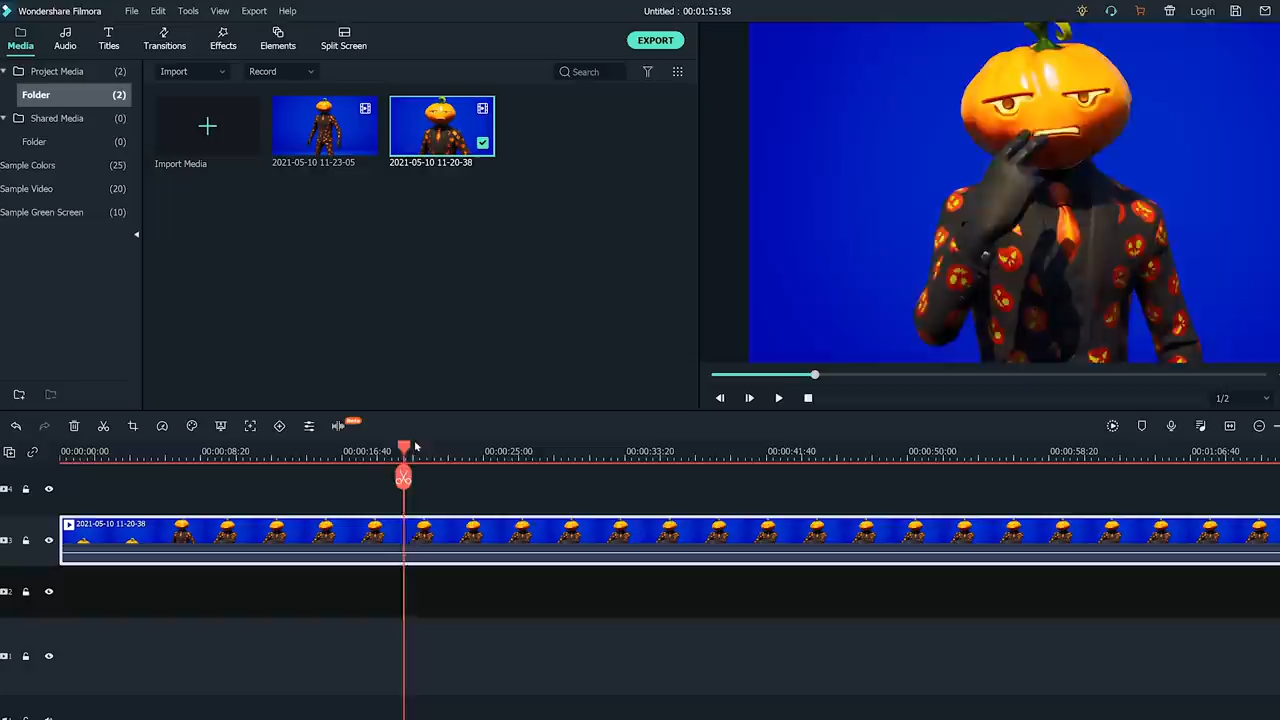 Wondershare Filmora File Edit Tools View Export Help Untitled : 00:01:51:58 Login
Media Audio Titles Transitions Effects Elements Split Screen EXPORT
Project Media (2)
Folder (2)
Shared Media (0)
Folder (0)
Sample Colors (25)
Sample Video (20)
Sample Green Screen (10)
Import Record Search
Import Media
2021-05-10 11-23-05
2021-05-10 11-20-38
1/2
Beta
00:00:00:00 00:00:08:20 00:00:16:40 00:00:25:00 00:00:33:20 00:00:41:40 00:00:50:00 00:00:58:20 00:01:06:40
4
3
2021-05-10 11-20-38
2
1